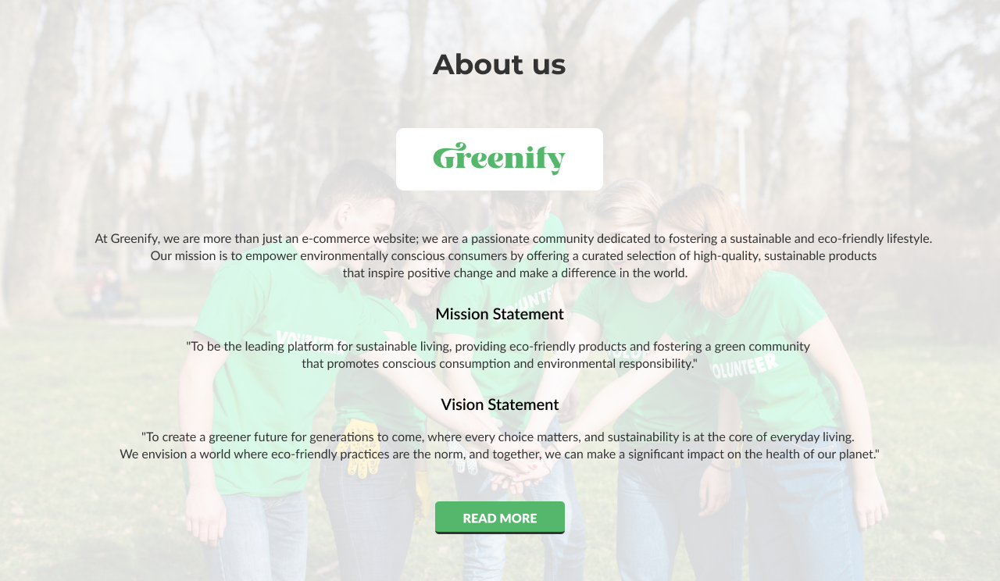 About us
Greenify
At Greenify, we are more than just an e-commerce website; we are a passionate community dedicated to fostering a sustainable and eco-friendly lifestyle.
Our mission is to empower environmentally conscious consumers by offering a curated selection of high-quality, sustainable products
that inspire positive change and make a difference in the world.
Mission Statement
"To be the leading platform for sustainable living, providing eco-friendly products and fostering a green community
that promotes conscious consumption and environmental responsibility."
VOLUNTEER
Vision Statement
"To create a greener future for generations to come, where every choice matters, and sustainability is at the core of everyday living.
We envision a world where eco-friendly practices are the norm, and together, we can make a significant impact on the health of our planet."
READ MORE